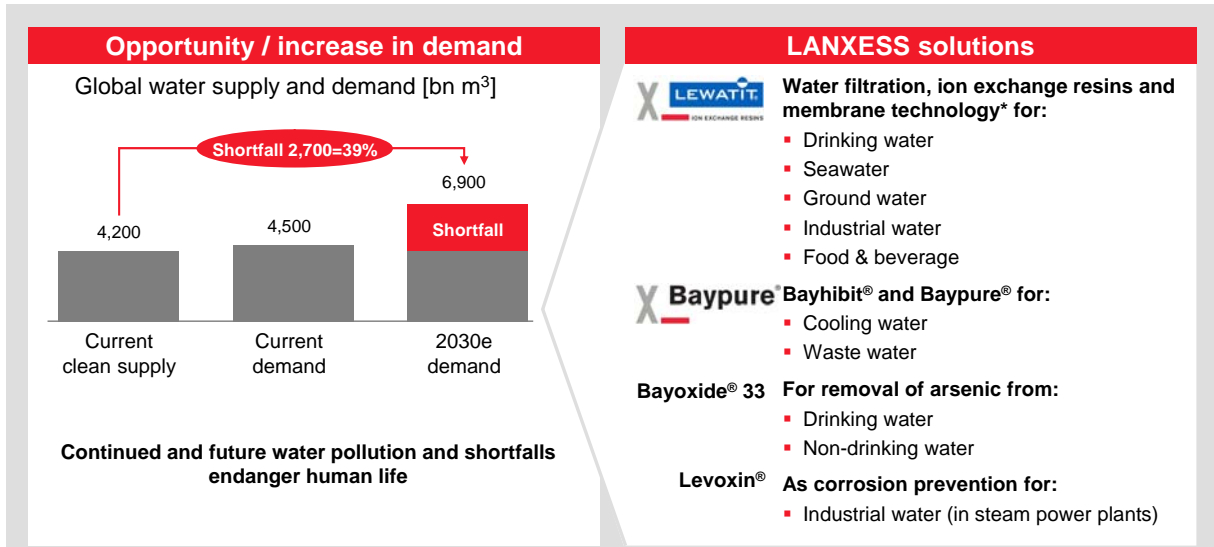 Opportunity / increase in demand
Global water supply and demand [bn m³]
Shortfall 2,700=39%
4,200
4,500
6,900
Shortfall
Current
clean supply
Current
demand
2030e
demand
Continued and future water pollution and shortfalls
endanger human life
LANXESS solutions
LEWATIT®
ION EXCHANGE RESINS
Water filtration, ion exchange resins and
membrane technology* for:
▪ Drinking water
▪ Seawater
▪ Ground water
▪ Industrial water
▪ Food & beverage
X Baypure®
Bayhibit® and Baypure® for:
▪ Cooling water
▪ Waste water
Bayoxide® 33
For removal of arsenic from:
▪ Drinking water
▪ Non-drinking water
Levoxin®
As corrosion prevention for:
▪ Industrial water (in steam power plants)